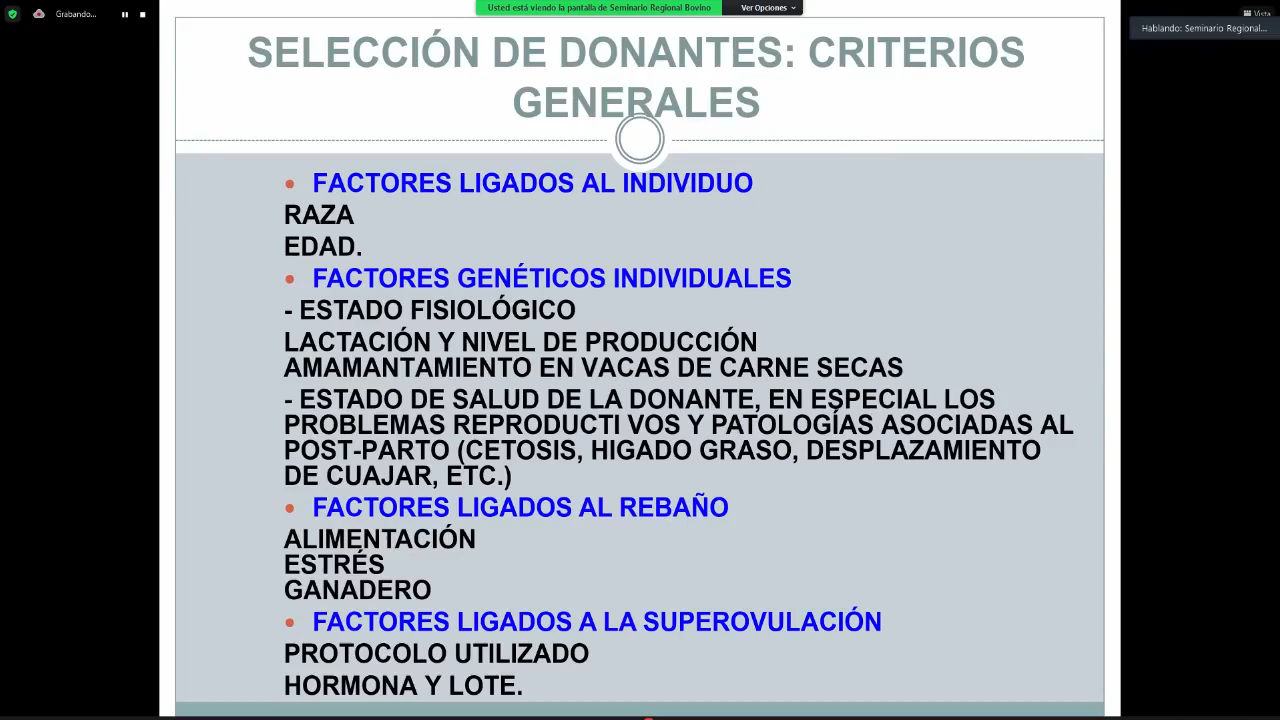 Grabando...
Usted está viendo la pantalla de Seminario Regional Bovino
Ver Opciones
Vista
Hablando: Seminario Regional...
SELECCIÓN DE DONANTES: CRITERIOS
GENERALES
• FACTORES LIGADOS AL INDIVIDUO
RAZA
EDAD.
• FACTORES GENÉTICOS INDIVIDUALES
- ESTADO FISIOLÓGICO
LACTACIÓN Y NIVEL DE PRODUCCIÓN
AMAMANTAMIENTO EN VACAS DE CARNE SECAS
- ESTADO DE SALUD DE LA DONANTE, EN ESPECIAL LOS
PROBLEMAS REPRODUCTI VOS Y PATOLOGÍAS ASOCIADAS AL
POST-PARTO (CETOSIS, HIGADO GRASO, DESPLAZAMIENTO
DE CUAJAR, ETC.)
• FACTORES LIGADOS AL REBAÑO
ALIMENTACIÓN
ESTRÉS
GANADERO
• FACTORES LIGADOS A LA SUPEROVULACIÓN
PROTOCOLO UTILIZADO
HORMONA Y LOTE.